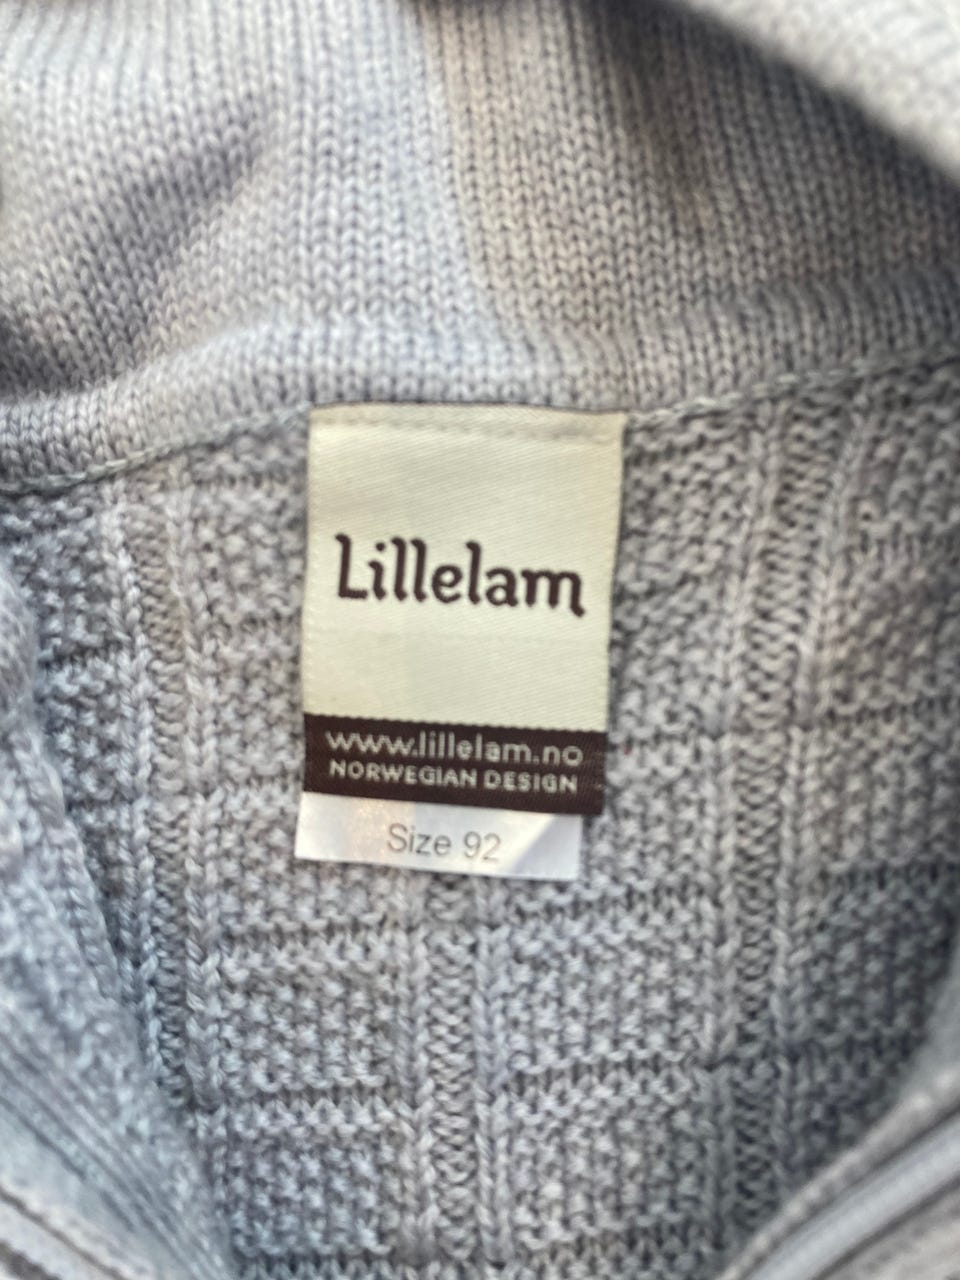 Lillelam
www.lillelam.no
NORWEGIAN DESIGN
Size 92